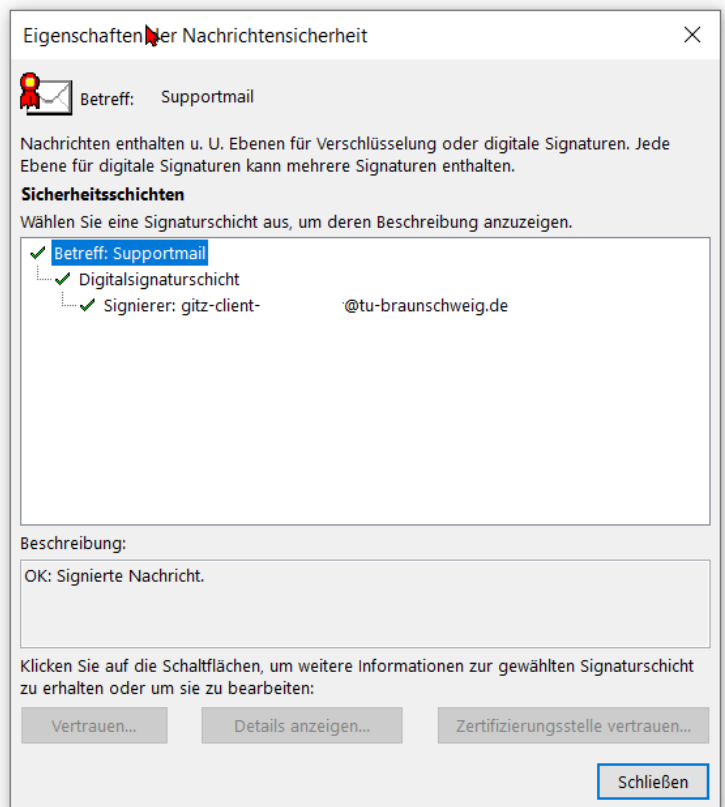 Eigenschaften der Nachrichtensicherheit
Betreff: Supportmail
Nachrichten enthalten u. U. Ebenen für Verschlüsselung oder digitale Signaturen. Jede
Ebene für digitale Signaturen kann mehrere Signaturen enthalten.
Sicherheitsschichten
Wählen Sie eine Signaturschicht aus, um deren Beschreibung anzuzeigen.
Betreff: Supportmail
Digitalsignaturschicht
Signierer: gitz-client- @tu-braunschweig.de
Beschreibung:
OK: Signierte Nachricht.
Klicken Sie auf die Schaltflächen, um weitere Informationen zur gewählten Signaturschicht
zu erhalten oder um sie zu bearbeiten:
Vertrauen... Details anzeigen... Zertifizierungsstelle vertrauen...
Schließen